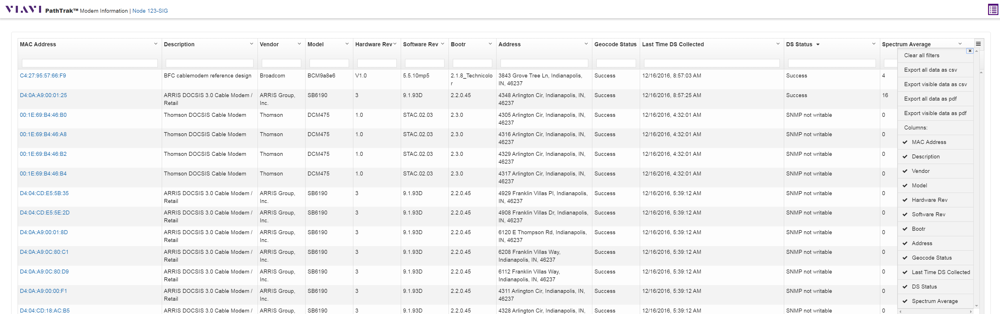 VIAVI PathTrak™ Modem Information | Node 123-SIG
MAC Address Description Vendor Model Hardware Rev Software Rev Bootr Address Geocode Status Last Time DS Collected DS Status Spectrum Average
Clear all filters
Export all data as csv
Export visible data as csv
Export all data as pdf
Export visible data as pdf
Columns:
MAC Address
Description
Vendor
Model
Hardware Rev
Software Rev
Bootr
Address
Geocode Status
Last Time DS Collected
DS Status
Spectrum Average
C4:27:95:57:66:F9 BFC cablemodem reference design Broadcom BCM9a8e6 V1.0 5.5.10mp5 2.1.8_Technicolo 3843 Grove Tree Ln, Indianapolis, Success 12/16/2016, 8:57:03 AM Success 4
r IN, 46237
D4:0A:A9:00:01:25 ARRIS DOCSIS 3.0 Cable Modem / ARRIS Group, SB6190 3 9.1.93D 2.2.0.45 4348 Arlington Cir, Indianapolis, IN, Success 12/16/2016, 8:57:25 AM Success 16
Retail Inc. 46237
00:1E:69:B4:46:B0 Thomson DOCSIS Cable Modem Thomson DCM475 1.0 STAC.02.03 2.3.0 4305 Arlington Cir, Indianapolis, IN, Success 12/16/2016, 4:32:01 AM SNMP not writable 0
46237
00:1E:69:B4:46:A8 Thomson DOCSIS Cable Modem Thomson DCM475 1.0 STAC.02.03 2.3.0 4316 Arlington Cir, Indianapolis, IN, Success 12/16/2016, 4:32:01 AM SNMP not writable 0
46237
00:1E:69:B4:46:B2 Thomson DOCSIS Cable Modem Thomson DCM475 1.0 STAC.02.03 2.3.0 4329 Arlington Cir, Indianapolis, IN, Success 12/16/2016, 4:32:01 AM SNMP not writable 0
46237
00:1E:69:B4:46:B4 Thomson DOCSIS Cable Modem Thomson DCM475 1.0 STAC.02.03 2.3.0 4317 Arlington Cir, Indianapolis, IN, Success 12/16/2016, 4:32:01 AM SNMP not writable 0
46237
D4:04:CD:E5:5B:35 ARRIS DOCSIS 3.0 Cable Modem / ARRIS Group, SB6190 3 9.1.93D 2.2.0.45 4929 Franklin Villas Pl, Indianapolis, Success 12/16/2016, 5:39:12 AM SNMP not writable 0
Retail Inc. IN, 46237
D4:04:CD:E5:5E:2D ARRIS DOCSIS 3.0 Cable Modem / ARRIS Group, SB6190 3 9.1.93D 2.2.0.45 4908 Franklin Villas Dr, Indianapolis, Success 12/16/2016, 5:39:12 AM SNMP not writable 0
Retail Inc. IN, 46237
D4:0A:A9:00:01:8D ARRIS DOCSIS 3.0 Cable Modem / ARRIS Group, SB6190 3 9.1.93D 2.2.0.45 6120 E Thompson Rd, Indianapolis, Success 12/16/2016, 5:39:12 AM SNMP not writable 0
Retail Inc. IN, 46237
D4:0A:A9:0C:80:C1 ARRIS DOCSIS 3.0 Cable Modem / ARRIS Group, SB6190 3 9.1.93D 2.2.0.45 6208 Franklin Villas Way, Success 12/16/2016, 5:39:12 AM SNMP not writable 0
Retail Inc. Indianapolis, IN, 46237
D4:0A:A9:0C:80:D9 ARRIS DOCSIS 3.0 Cable Modem / ARRIS Group, SB6190 3 9.1.93D 2.2.0.45 6112 Franklin Villas Way, Success 12/16/2016, 5:39:12 AM SNMP not writable 0
Retail Inc. Indianapolis, IN, 46237
D4:0A:A9:00:00:F1 ARRIS DOCSIS 3.0 Cable Modem / ARRIS Group, SB6190 3 9.1.93D 2.2.0.45 4311 Arlington Cir, Indianapolis, IN, Success 12/16/2016, 5:39:12 AM SNMP not writable 0
Retail Inc. 46237
D4:04:CD:18:AC:B5 ARRIS DOCSIS 3.0 Cable Modem / ARRIS Group, SB6190 3 9.1.93D 2.2.0.45 4328 Arlington Cir, Indianapolis, IN, Success 12/16/2016, 5:39:12 AM SNMP not writable 0